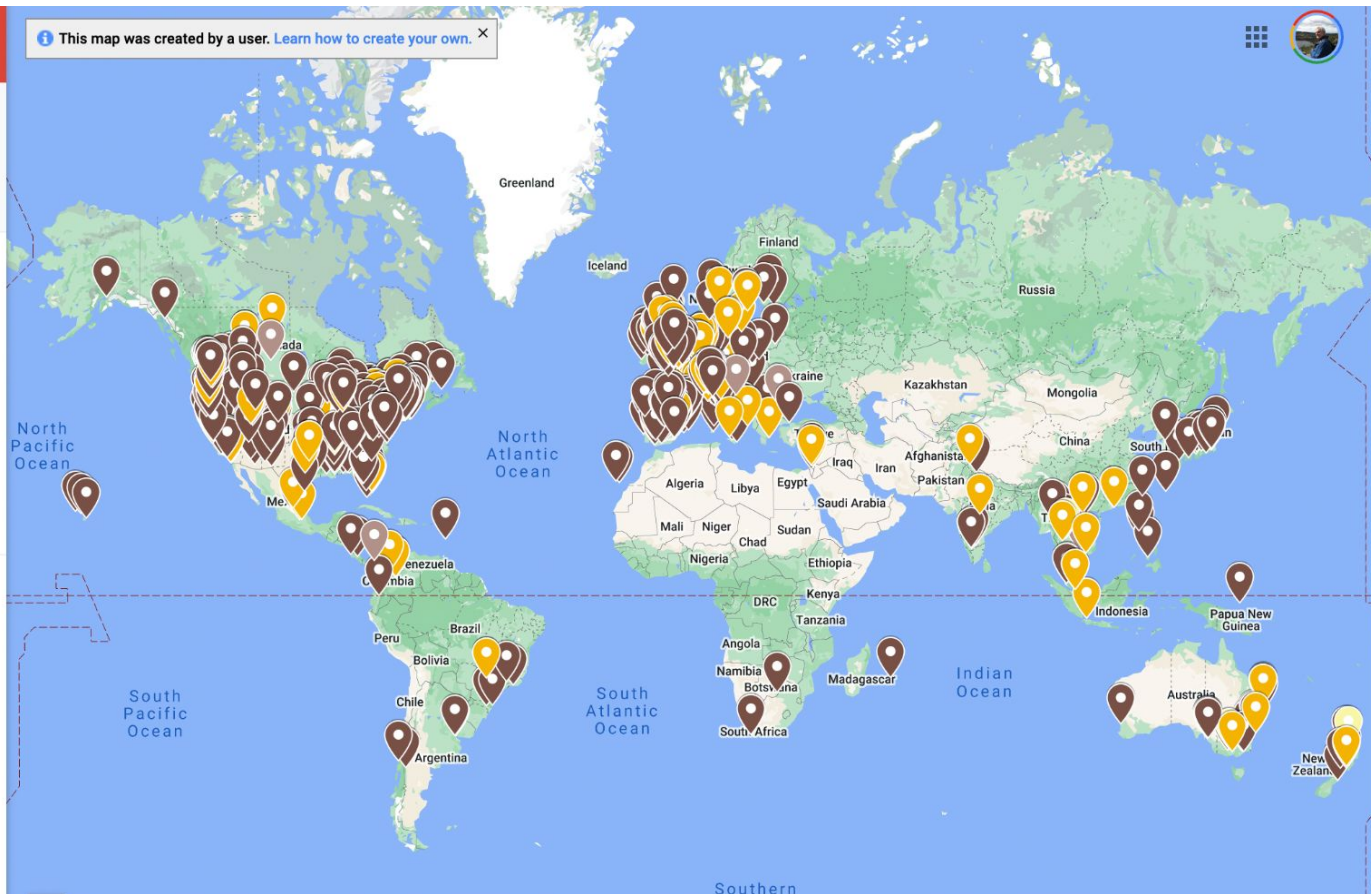 This map was created by a user. Learn how to create your own.
Greenland
Finland
Iceland
Russia
Kazakhstan
Mongolia
North
Pacific
Ocean
North
Atlantic
Ocean
China
Afghanista
Iraq
Iran
Pakistan
Algeria
Libya
Egypt
Saudi Arabia
Mali
Niger
Chad
Sudan
Nigeria
Ethiopia
DRC
Kenya
Tanzania
Indonesia
Papua New
Guinea
Brazil
Peru
Bolivia
Angola
Namibia
Madagascar
Indian
Ocean
Australia
Chile
South
Pacific
Ocean
South
Atlantic
Ocean
South Africa
Argentina
New
Zealan
Southern